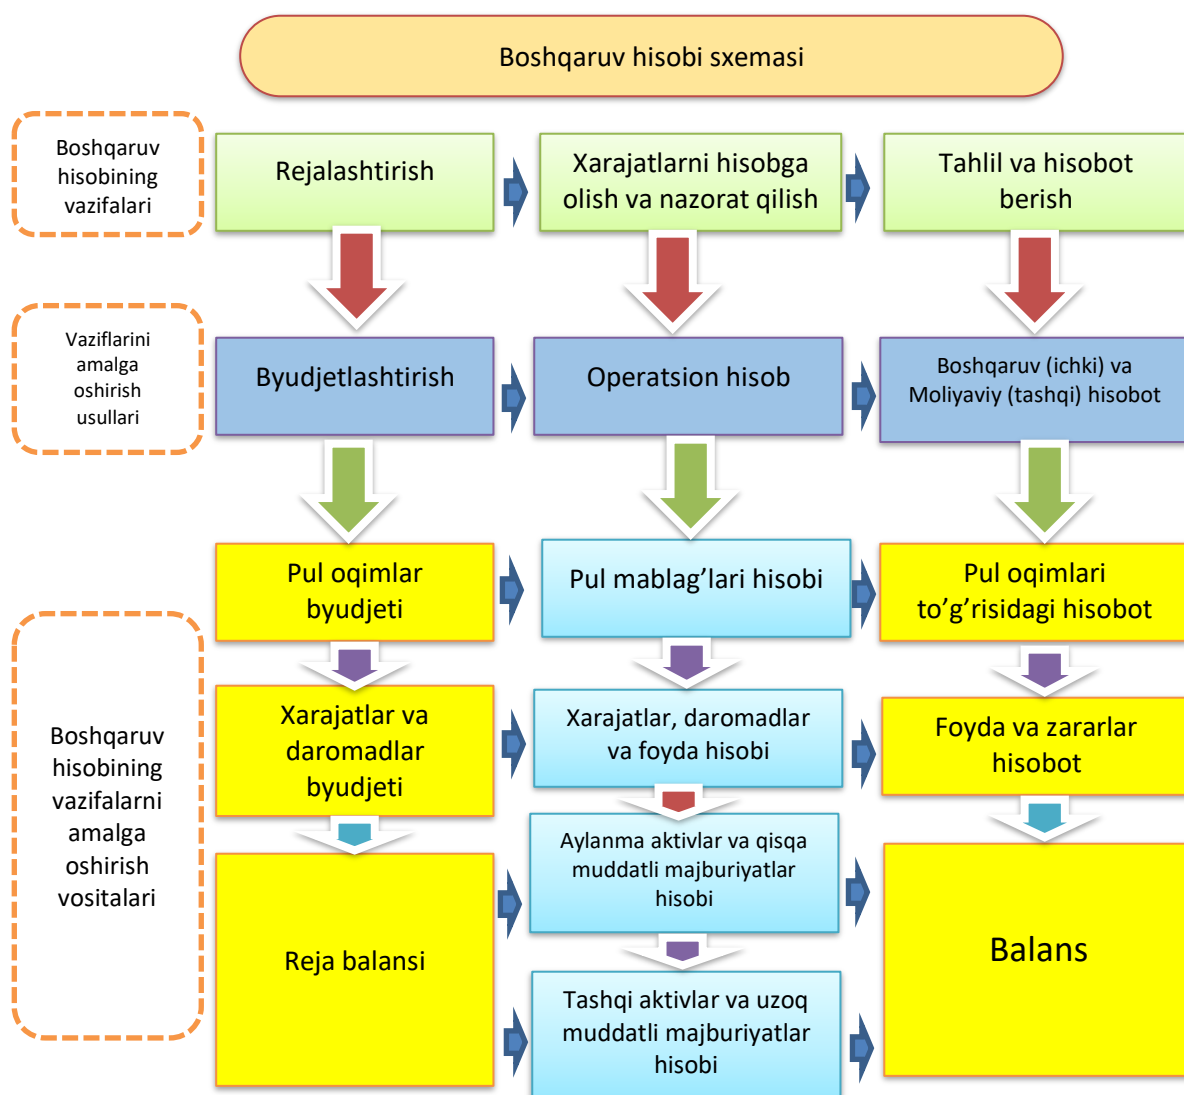 Boshqaruv hisobi sxemasi
Boshqaruv
hisobining
vazifalari
Rejalashtirish
Xarajatlarni hisobga
olish va nazorat qilish
Tahlil va hisobot
berish
Vaziflarini
amalga
oshirish
usullari
Byudjetlashtirish
Operatsion hisob
Boshqaruv (ichki) va
Moliyaviy (tashqi) hisobot
Boshqaruv
hisobining
vazifalarni
amalga
oshirish
vositalari
Pul oqimlar
byudjeti
Pul mablag’lari hisobi
Pul oqimlari
to’g’risidagi hisobot
Xarajatlar va
daromadlar
byudjeti
Xarajatlar, daromadlar
va foyda hisobi
Foyda va zararlar
hisobot
Reja balansi
Aylanma aktivlar va qisqa
muddatli majburiyatlar
hisobi
Balans
Tashqi aktivlar va uzoq
muddatli majburiyatlar
hisobi